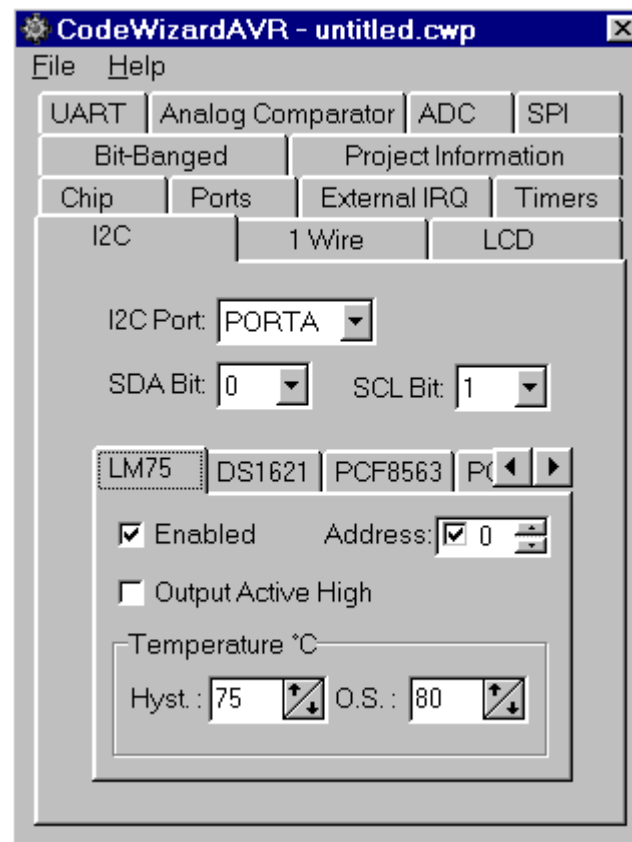 CodeWizardAVR - untitled.cwp
File Help
UART Analog Comparator ADC SPI
Bit-Banged Project Information
Chip Ports External IRQ Timers
I2C 1 Wire LCD
I2C Port: PORTA
SDA Bit: 0 SCL Bit: 1
LM75 DS1621 PCF8563
Enabled Address: 0
Output Active High
Temperature °C
Hyst. : 75 O.S. : 80